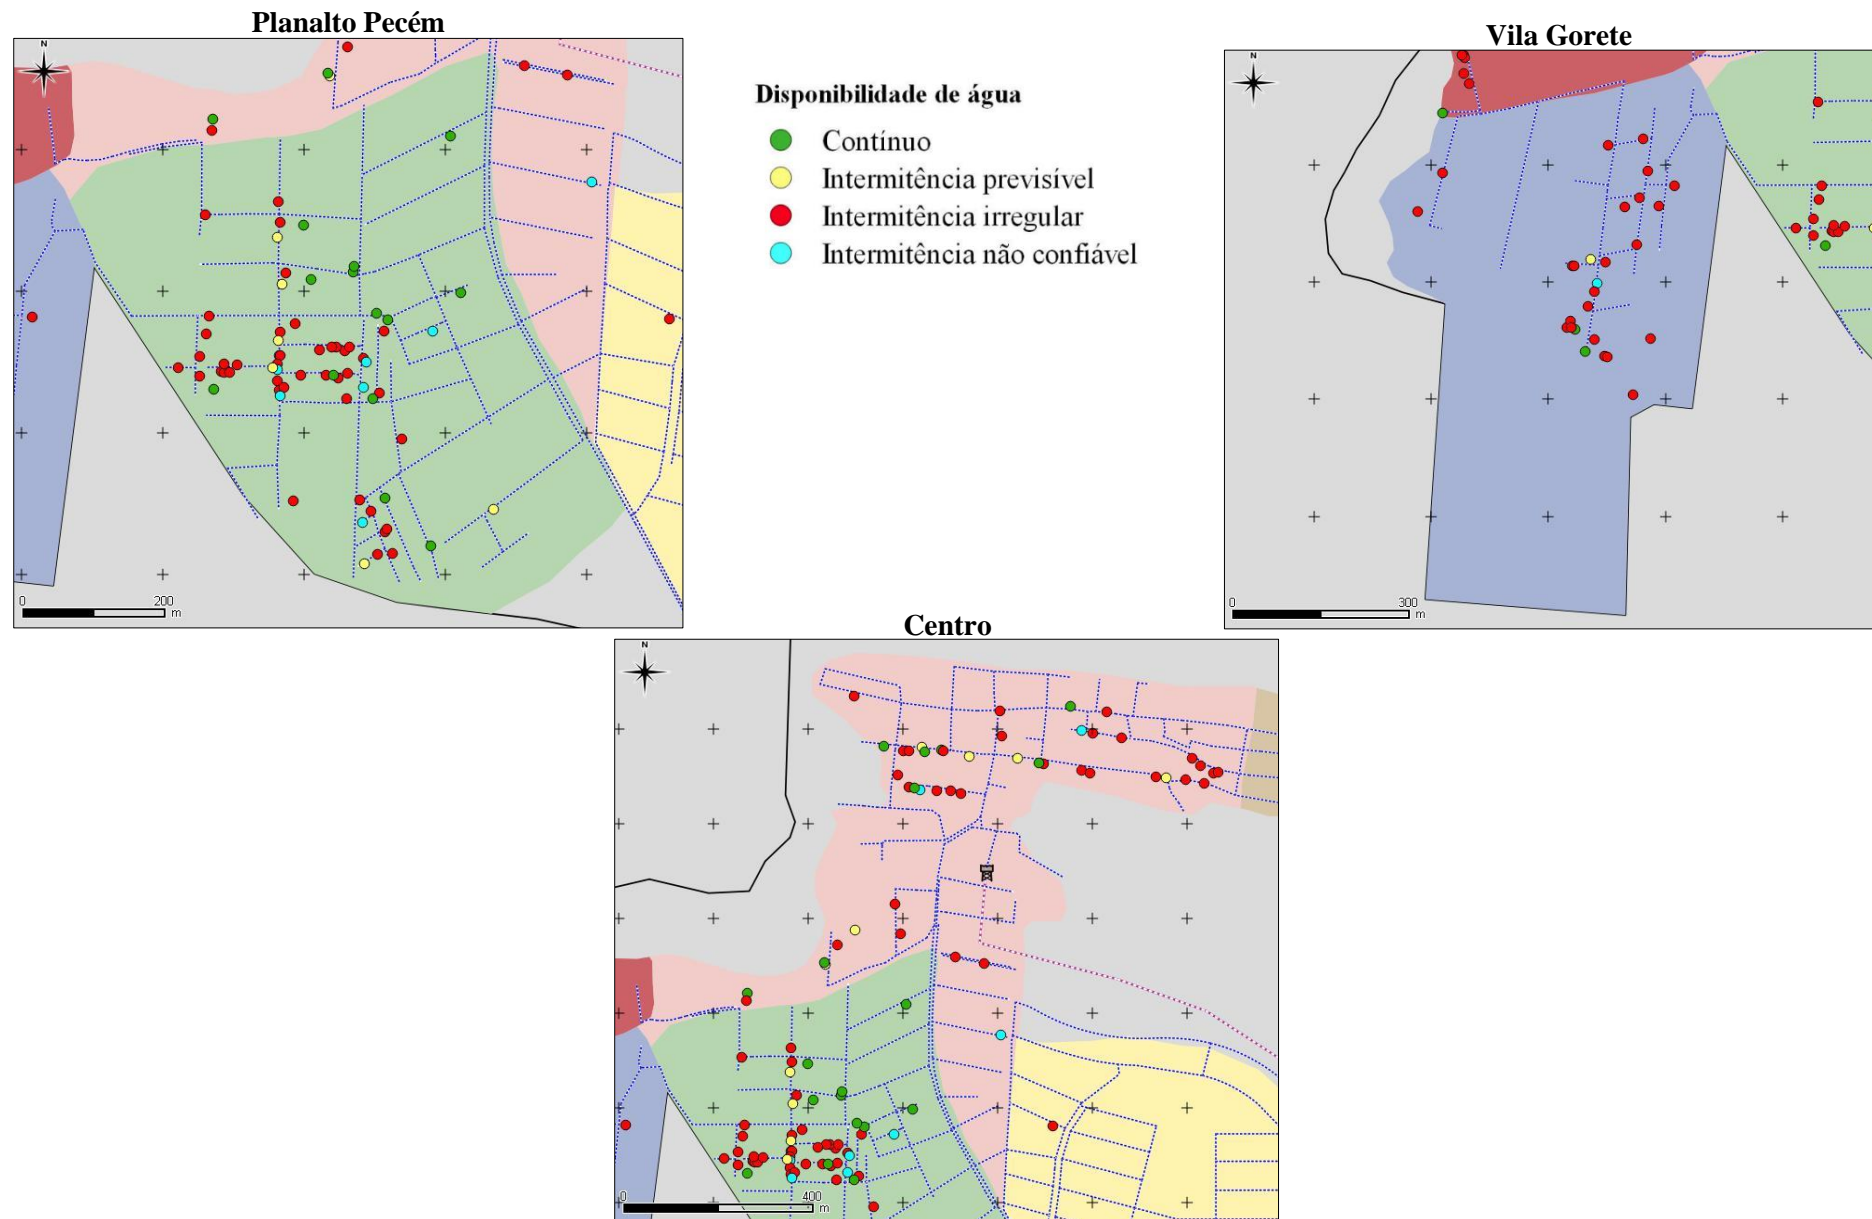 Planalto Pecém
N
0 200 m
Disponibilidade de água
Contínuo
Intermitência previsível
Intermitência irregular
Intermitência não confiável
Vila Gorete
N
0 300 m
Centro
N
0 400 m